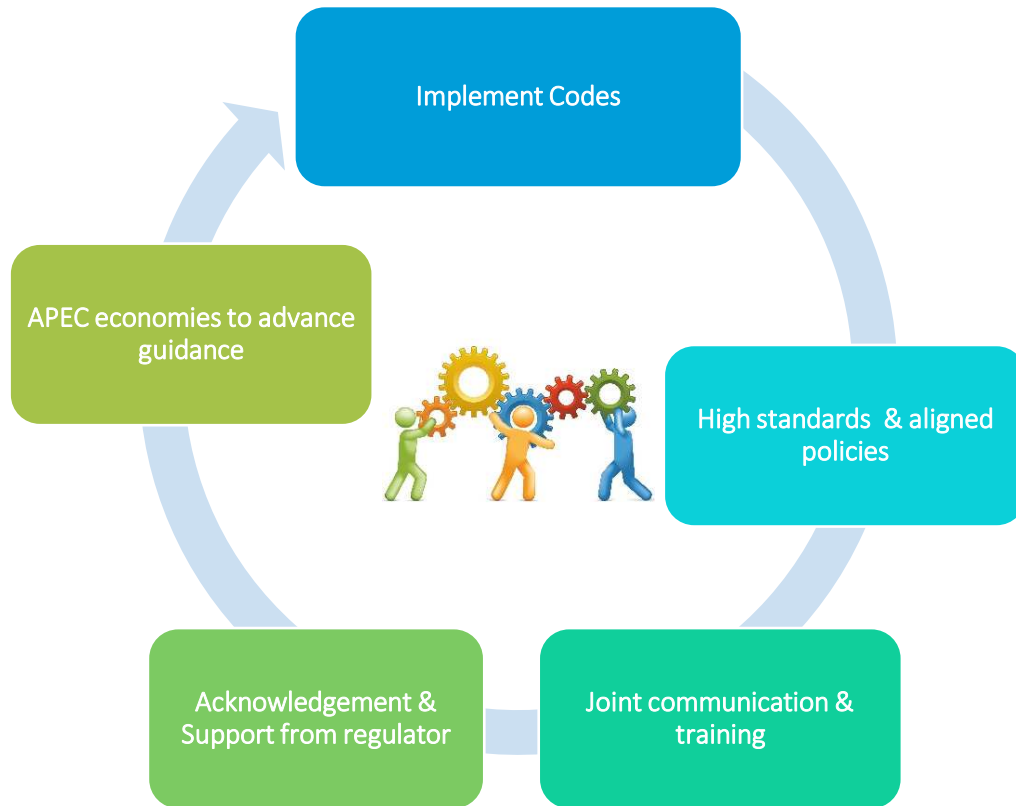 Implement Codes
High standards & aligned
policies
Joint communication &
training
Acknowledgement &
Support from regulator
APEC economies to advance
guidance